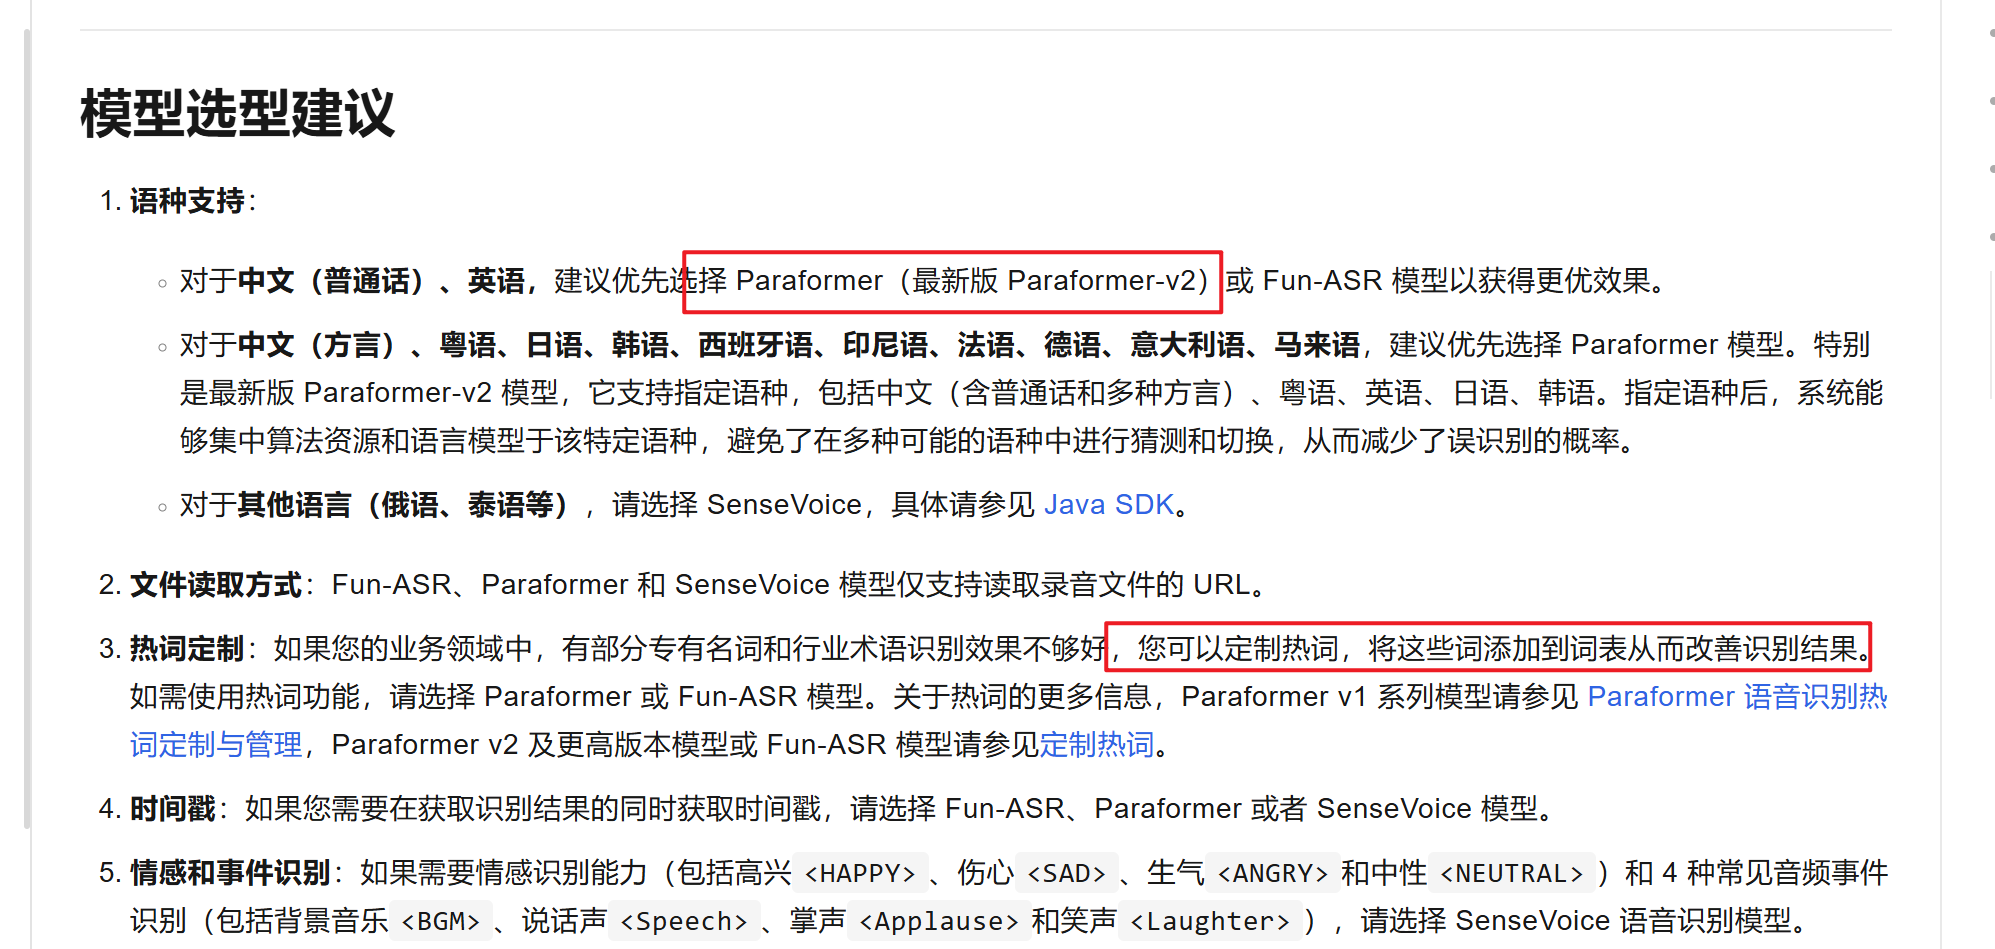 模型选型建议
1. 语种支持：
对于中文（普通话）、英语，建议优先选择 Paraformer（最新版 Paraformer-v2）或 Fun-ASR 模型以获得更优效果。
对于中文（方言）、粤语、日语、韩语、西班牙语、印尼语、法语、德语、意大利语、马来语，建议优先选择 Paraformer 模型。特别
是最新版 Paraformer-v2 模型，它支持指定语种，包括中文（含普通话和多种方言）、粤语、英语、日语、韩语。指定语种后，系统能
够集中算法资源和语言模型于该特定语种，避免了在多种可能的语种中进行猜测和切换，从而减少了误识别的概率。
对于其他语言（俄语、泰语等），请选择 SenseVoice，具体请参见 Java SDK。
2. 文件读取方式：Fun-ASR、Paraformer 和 SenseVoice 模型仅支持读取录音文件的 URL。
3. 热词定制：如果您的业务领域中，有部分专有名词和行业术语识别效果不够好，您可以定制热词，将这些词添加到词表从而改善识别结果。
如需使用热词功能，请选择 Paraformer 或 Fun-ASR 模型。关于热词的更多信息，Paraformer v1 系列模型请参见 Paraformer 语音识别热
词定制与管理，Paraformer v2 及更高版本模型或 Fun-ASR 模型请参见定制热词。
4. 时间戳：如果您需要在获取识别结果的同时获取时间戳，请选择 Fun-ASR、Paraformer 或者 SenseVoice 模型。
5. 情感和事件识别：如果需要情感识别能力（包括高兴 <HAPPY> 、伤心 <SAD> 、生气 <ANGRY> 和中性 <NEUTRAL> ）和 4 种常见音频事件
识别（包括背景音乐 <BGM> 、说话声 <Speech> 、掌声 <Applause> 和笑声 <Laughter> ），请选择 SenseVoice 语音识别模型。